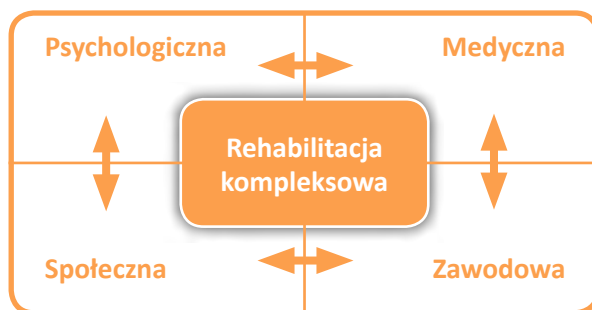 Psychologiczna
Medyczna
Rehabilitacja
kompleksowa
Społeczna
Zawodowa